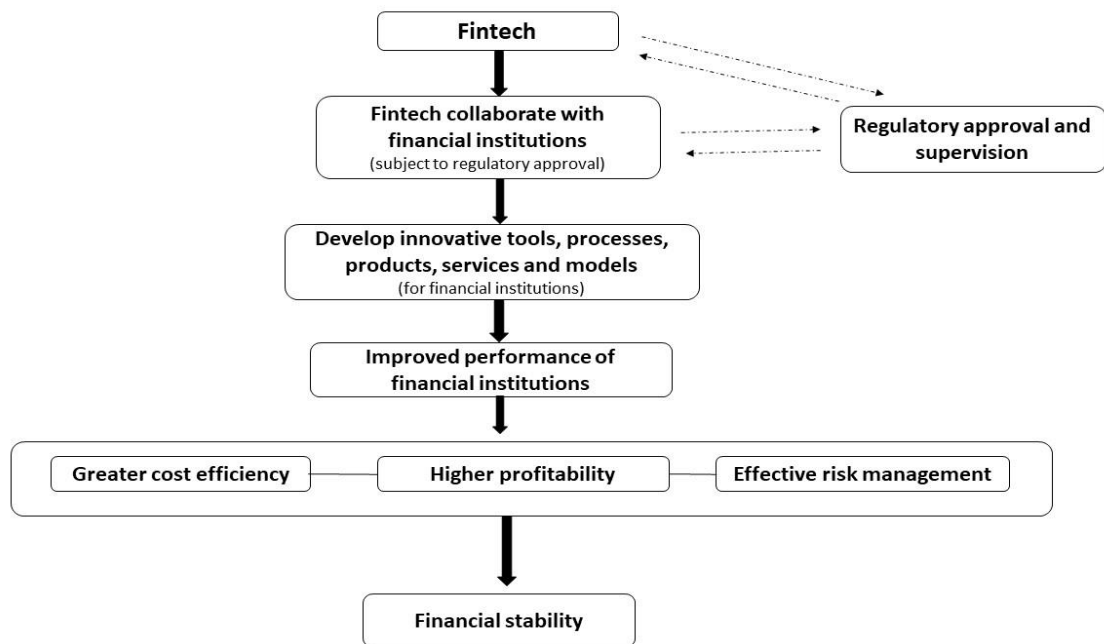 Fintech
Fintech collaborate with
financial institutions
(subject to regulatory approval)
Regulatory approval and
supervision
Develop innovative tools, processes,
products, services and models
(for financial institutions)
Improved performance of
financial institutions
Greater cost efficiency
Higher profitability
Effective risk management
Financial stability